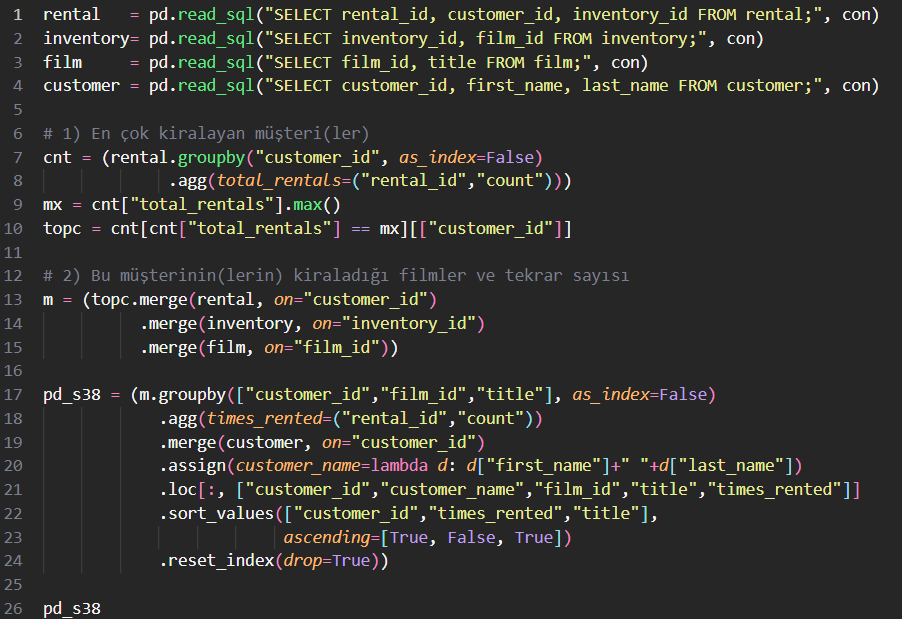 1 rental   = pd.read_sql("SELECT rental_id, customer_id, inventory_id FROM rental;", con)
2 inventory= pd.read_sql("SELECT inventory_id, film_id FROM inventory;", con)
3 film     = pd.read_sql("SELECT film_id, title FROM film;", con)
4 customer = pd.read_sql("SELECT customer_id, first_name, last_name FROM customer;", con)
5
6 # 1) En çok kiralayan müşteri(ler)
7 cnt = (rental.groupby("customer_id", as_index=False)
8              .agg(total_rentals=("rental_id","count")))
9 mx = cnt["total_rentals"].max()
10 topc = cnt[cnt["total_rentals"] == mx][["customer_id"]]
11
12 # 2) Bu müşterinin(lerin) kiraladığı filmler ve tekrar sayısı
13 m = (topc.merge(rental, on="customer_id")
14           .merge(inventory, on="inventory_id")
15           .merge(film, on="film_id"))
16
17 pd_s38 = (m.groupby(["customer_id","film_id","title"], as_index=False)
18             .agg(times_rented=("rental_id","count"))
19             .merge(customer, on="customer_id")
20             .assign(customer_name=lambda d: d["first_name"]+" "+d["last_name"])
21             .loc[:, ["customer_id","customer_name","film_id","title","times_rented"]]
22             .sort_values(["customer_id","times_rented","title"],
23                          ascending=[True, False, True])
24             .reset_index(drop=True))
25
26 pd_s38